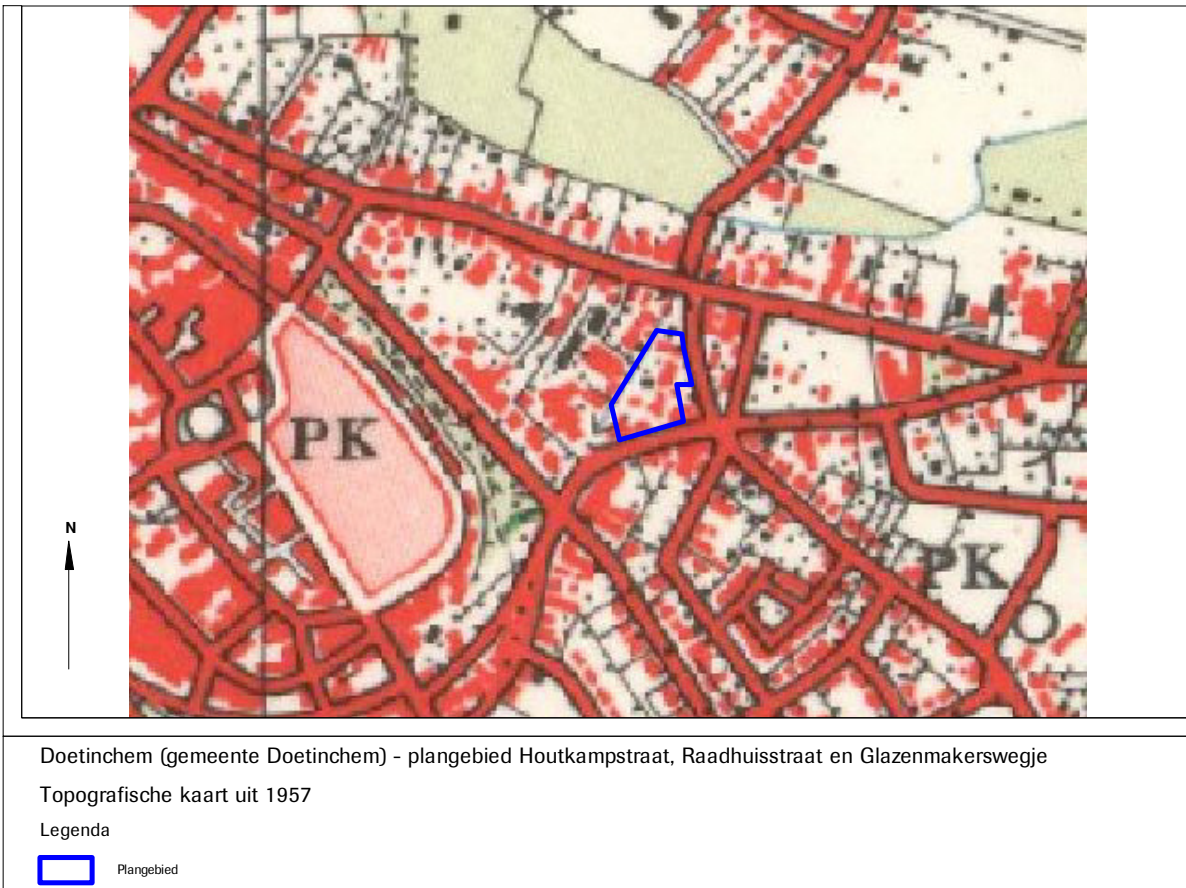 PK
PK
N
Doetinchem (gemeente Doetinchem) - plangebied Houtkampstraat, Raadhuisstraat en Glazenmakerswegje
Topografische kaart uit 1957
Legenda
Plangebied